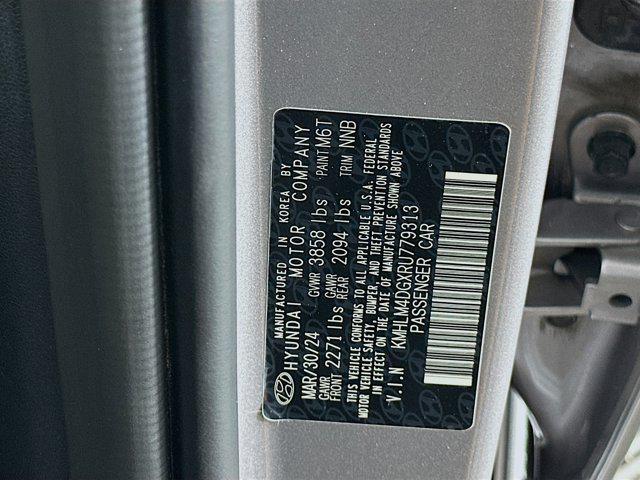 MANUFACTURED IN KOREA BY
HYUNDAI MOTOR COMPANY
MAR/30/24 GVWR 3858 lbs PAINT M6T
GAWR FRONT 2271 lbs GAWR REAR 2094 lbs TRIM NNB
THIS VEHICLE CONFORMS TO ALL APPLICABLE U.S.A. FEDERAL
MOTOR VEHICLE SAFETY, BUMPER, AND THEFT PREVENTION STANDARDS
IN EFFECT ON THE DATE OF MANUFACTURE SHOWN ABOVE
V.I.N KMHLM4DGXRU779313
PASSENGER CAR